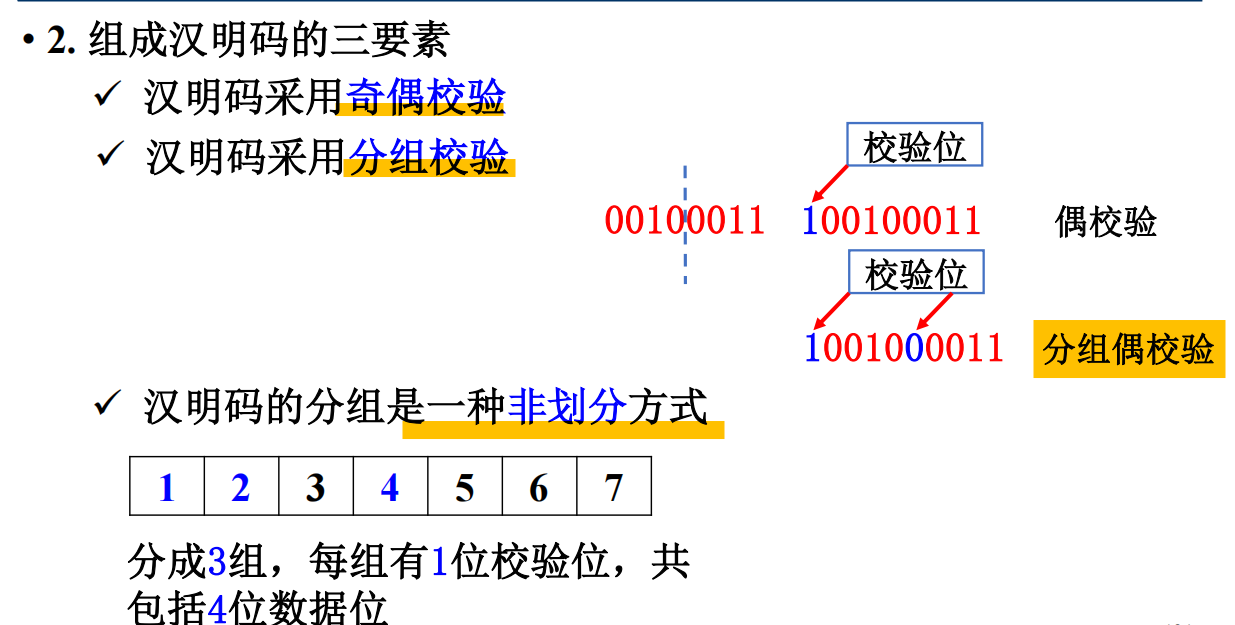 • 2. 组成汉明码的三要素
✓ 汉明码采用奇偶校验
✓ 汉明码采用分组校验
校验位
00100011 100100011 偶校验
校验位
1001000011 分组偶校验
✓ 汉明码的分组是一种非划分方式
1 2 3 4 5 6 7
分成3组，每组有1位校验位，共
包括4位数据位